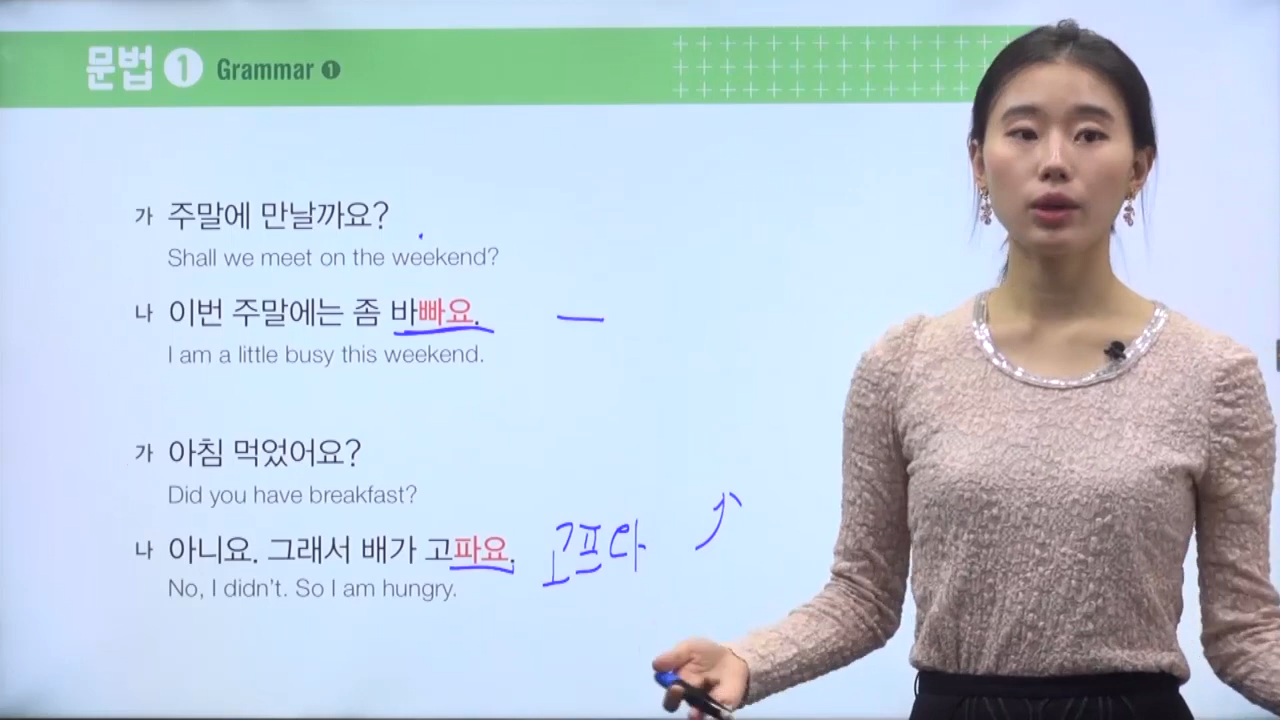 문법 1 Grammar 1
가 주말에 만날까요?
Shall we meet on the weekend?
나 이번 주말에는 좀 바빠요.
I am a little busy this weekend.
가 아침 먹었어요?
Did you have breakfast?
나 아니요. 그래서 배가 고파요.
No, I didn't. So I am hungry.